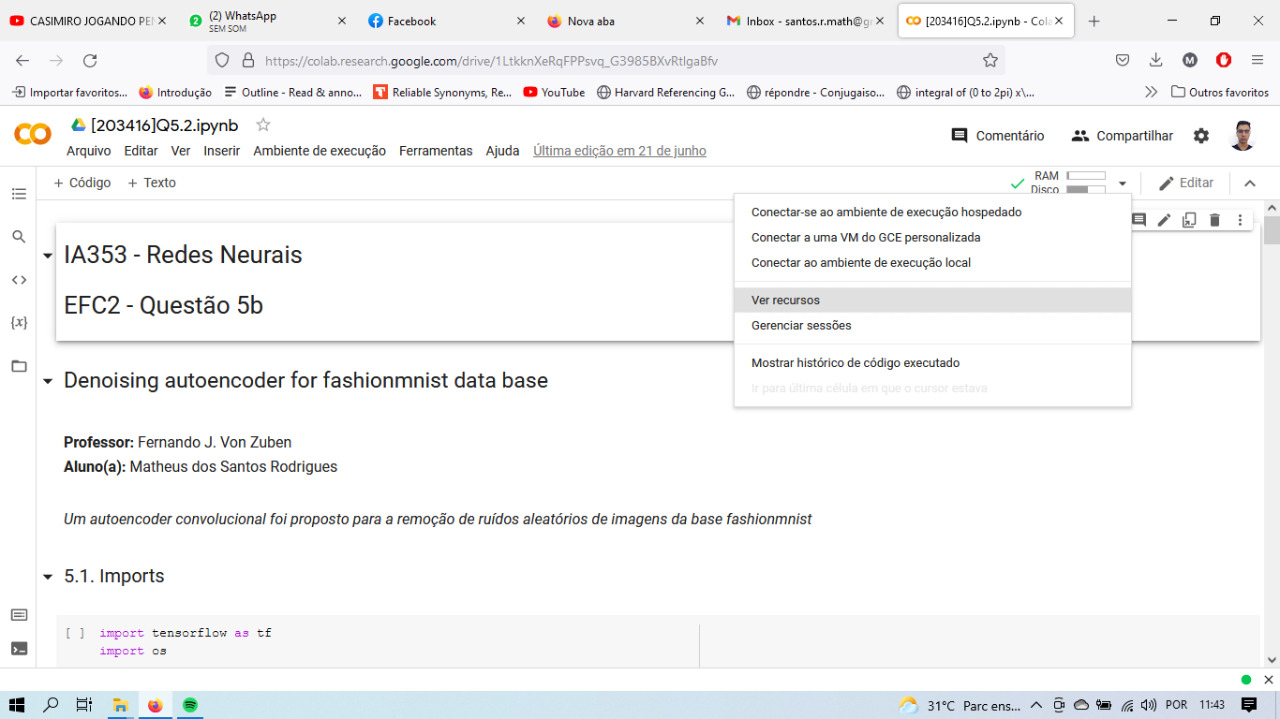 CASIMIRO JOGANDO PE
(2) WhatsApp
SEM SOM
Facebook
Nova aba
Inbox - santos.r.math@gr
[203416]Q5.2.ipynb - Cola
https://colab.research.google.com/drive/1LtkknXeRqFPPsvq_G3985BXvRtlgaBfv
Importar favoritos...
Introdução
Outline - Read & anno...
Reliable Synonyms, Re...
YouTube
Harvard Referencing G...
répondre - Conjugaiso...
integral of (0 to 2pi) x\...
Outros favoritos
[203416]Q5.2.ipynb
Comentário
Compartilhar
Arquivo Editar Ver Inserir Ambiente de execução Ferramentas Ajuda Última edição em 21 de junho
+ Código + Texto
RAM
Disco
Editar
Conectar-se ao ambiente de execução hospedado
Conectar a uma VM do GCE personalizada
Conectar ao ambiente de execução local
Ver recursos
Gerenciar sessões
Mostrar histórico de código executado
Ir para última célula em que o cursor estava
IA353 - Redes Neurais
EFC2 - Questão 5b
Denoising autoencoder for fashionmnist data base
Professor: Fernando J. Von Zuben
Aluno(a): Matheus dos Santos Rodrigues
Um autoencoder convolucional foi proposto para a remoção de ruídos aleatórios de imagens da base fashionmnist
5.1. Imports
[ ] import tensorflow as tf
import os
31°C Parc ens...
POR
11:43